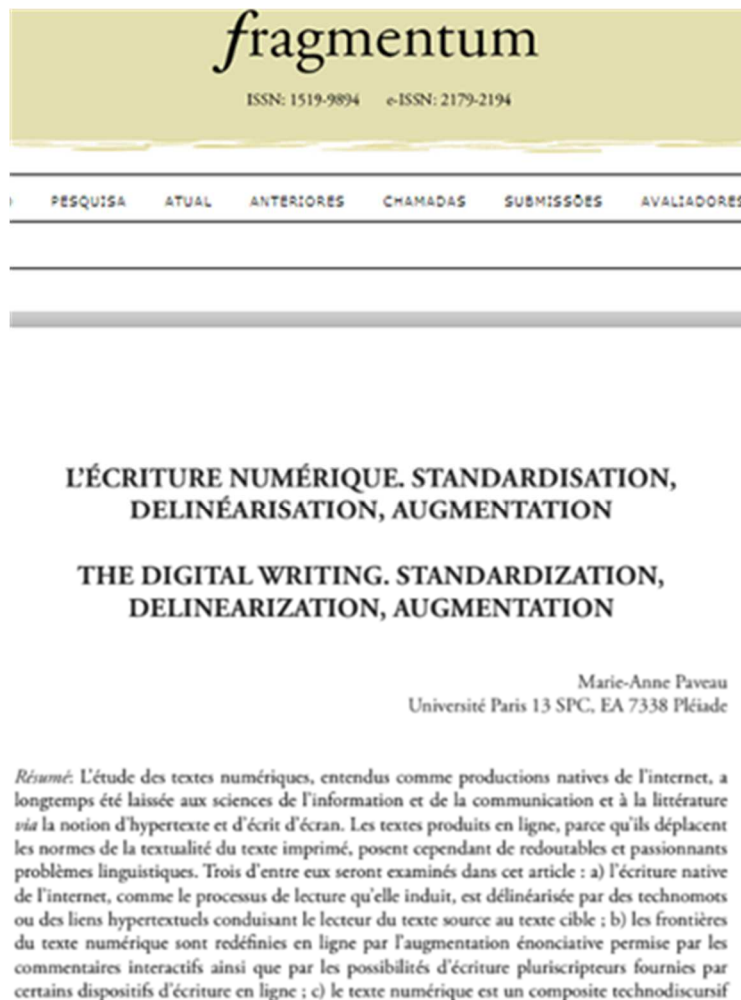 fragmentum
ISSN: 1519-9894 e-ISSN: 2179-2194
PESQUISA ATUAL ANTERIORES CHAMADAS SUBMISSÕES AVALIADORES
L'ÉCRITURE NUMÉRIQUE. STANDARDISATION,
DELINÉARISATION, AUGMENTATION
THE DIGITAL WRITING. STANDARDIZATION,
DELINEARIZATION, AUGMENTATION
Marie-Anne Paveau
Université Paris 13 SPC, EA 7338 Pléiade
Résumé: L'étude des textes numériques, entendus comme productions natives de l'internet, a
longtemps été laissée aux sciences de l'information et de la communication et à la littérature
via la notion d'hypertexte et d'écrit d'écran. Les textes produits en ligne, parce qu'ils déplacent
les normes de la textualité du texte imprimé, posent cependant de redoutables et passionnants
problèmes linguistiques. Trois d'entre eux seront examinés dans cet article : a) l'écriture native
de l'internet, comme le processus de lecture qu'elle induit, est délinéarisée par des technomots
ou des liens hypertextuels conduisant le lecteur du texte source au texte cible ; b) les frontières
du texte numérique sont redéfinies en ligne par l'augmentation énonciative permise par les
commentaires interactifs ainsi que par les possibilités d'écriture pluriscripteurs fournies par
certains dispositifs d'écriture en ligne ; c) le texte numérique est un composite technodiscursif